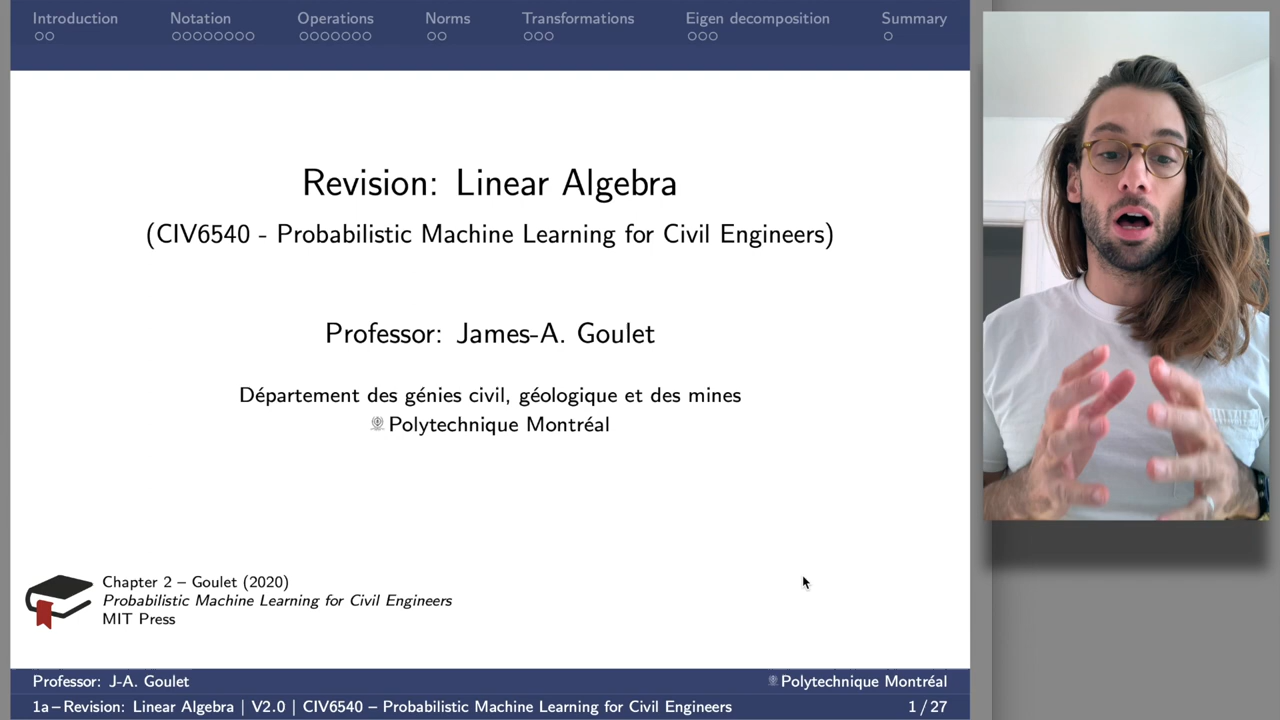 Introduction Notation Operations Norms Transformations Eigen decomposition Summary
Revision: Linear Algebra
(CIV6540 - Probabilistic Machine Learning for Civil Engineers)
Professor: James-A. Goulet
Département des génies civil, géologique et des mines
Polytechnique Montréal
Chapter 2 – Goulet (2020)
Probabilistic Machine Learning for Civil Engineers
MIT Press
Professor: J-A. Goulet Polytechnique Montréal
1a – Revision: Linear Algebra | V2.0 | CIV6540 – Probabilistic Machine Learning for Civil Engineers 1 / 27